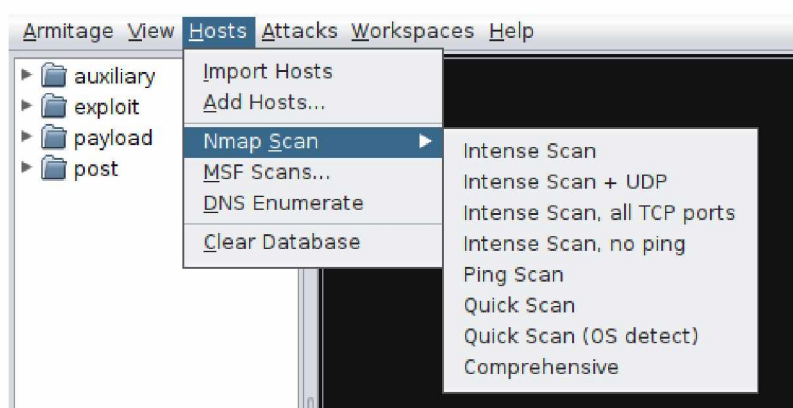 Armitage View Hosts Attacks Workspaces Help
auxiliary
exploit
payload
post
Import Hosts
Add Hosts...
Nmap Scan
MSF Scans...
DNS Enumerate
Clear Database
Intense Scan
Intense Scan + UDP
Intense Scan, all TCP ports
Intense Scan, no ping
Ping Scan
Quick Scan
Quick Scan (OS detect)
Comprehensive